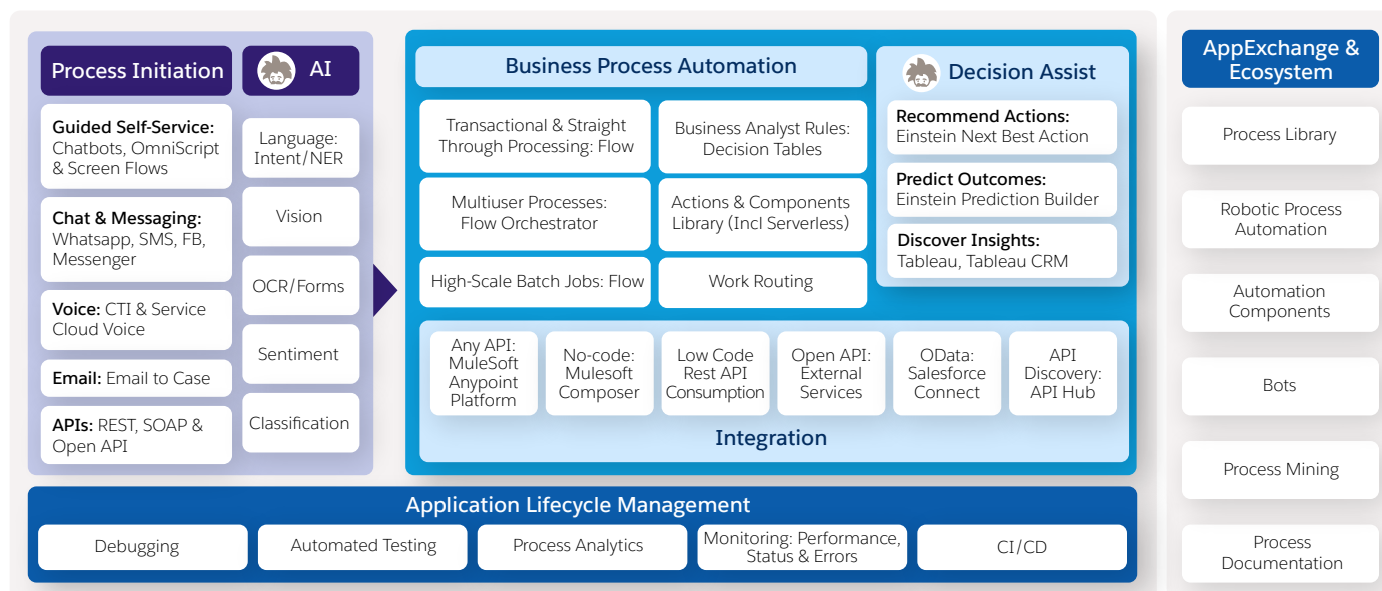 Process Initiation
Guided Self-Service:
Chatbots, OmniScript
& Screen Flows
Chat & Messaging:
Whatsapp, SMS, FB,
Messenger
Voice: CTI & Service
Cloud Voice
Email: Email to Case
APIs: REST, SOAP &
Open API
AI
Language:
Intent/NER
Vision
OCR/Forms
Sentiment
Classification
Business Process Automation
Transactional & Straight
Through Processing: Flow
Business Analyst Rules:
Decision Tables
Multiuser Processes:
Flow Orchestrator
Actions & Components
Library (Incl Serverless)
High-Scale Batch Jobs: Flow
Work Routing
Decision Assist
Recommend Actions:
Einstein Next Best Action
Predict Outcomes:
Einstein Prediction Builder
Discover Insights:
Tableau, Tableau CRM
Any API:
MuleSoft
Anypoint
Platform
No-code:
Mulesoft
Composer
Low Code
Rest API
Consumption
Open API:
External
Services
OData:
Salesforce
Connect
API
Discovery:
API Hub
Integration
Application Lifecycle Management
Debugging
Automated Testing
Process Analytics
Monitoring: Performance,
Status & Errors
CI/CD
AppExchange &
Ecosystem
Process Library
Robotic Process
Automation
Automation
Components
Bots
Process Mining
Process
Documentation